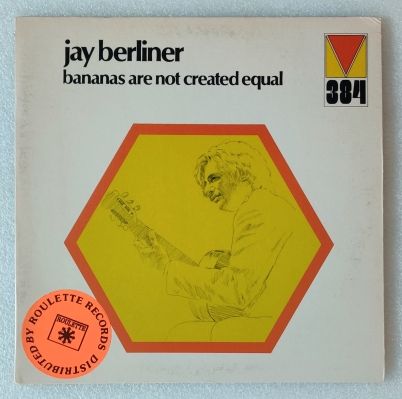 jay berliner
bananas are not created equal
384
DISTRIBUTED BY ROULETTE RECORDS
ROULETTE